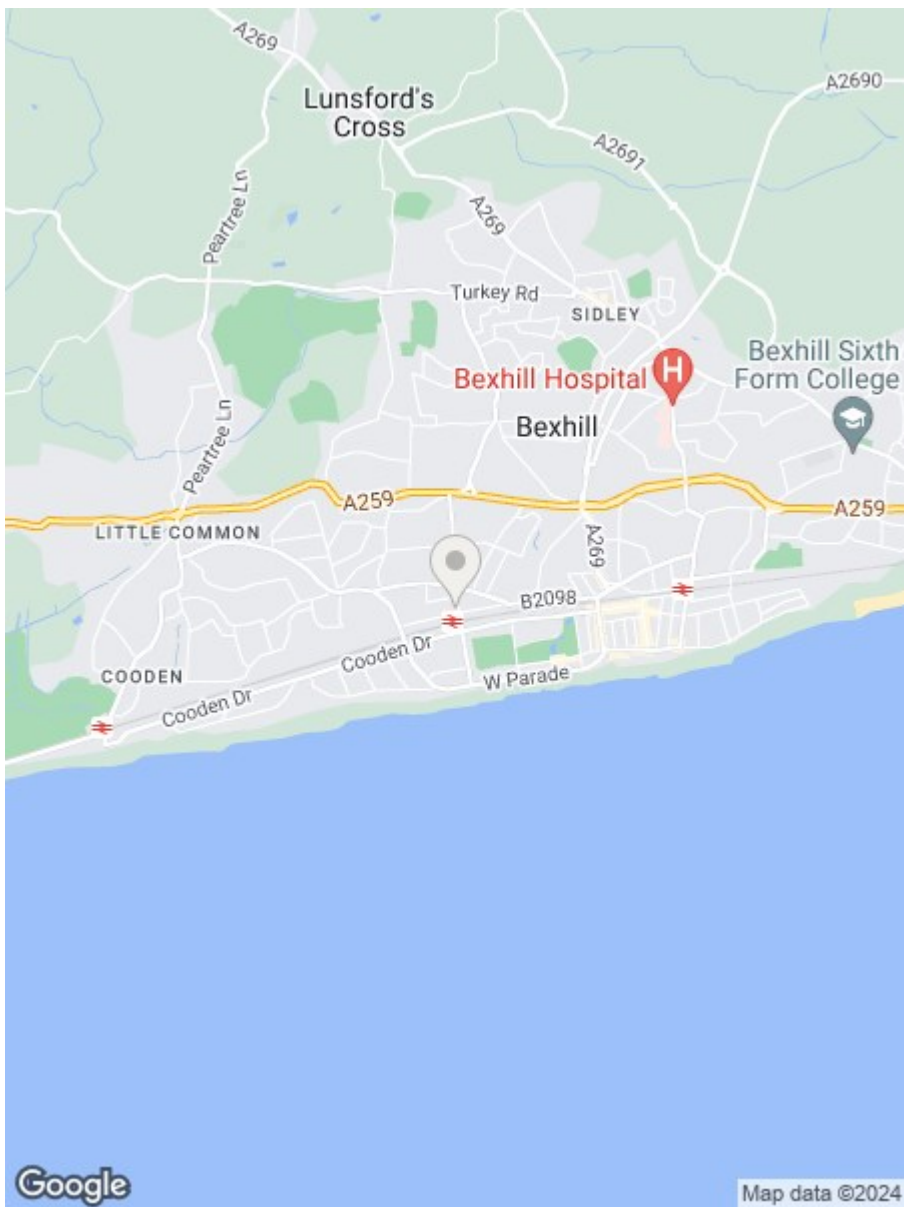 A269
A2690
Lunsford's
Cross
A2691
Peartree Ln
A269
Turkey Rd
SIDLEY
Bexhill Sixth
Form College
Bexhill Hospital
H
Bexhill
Peartree Ln
A259
A259
LITTLE COMMON
A269
B2098
Cooden Dr
COODEN
W Parade
Cooden Dr
Google
Map data ©2024